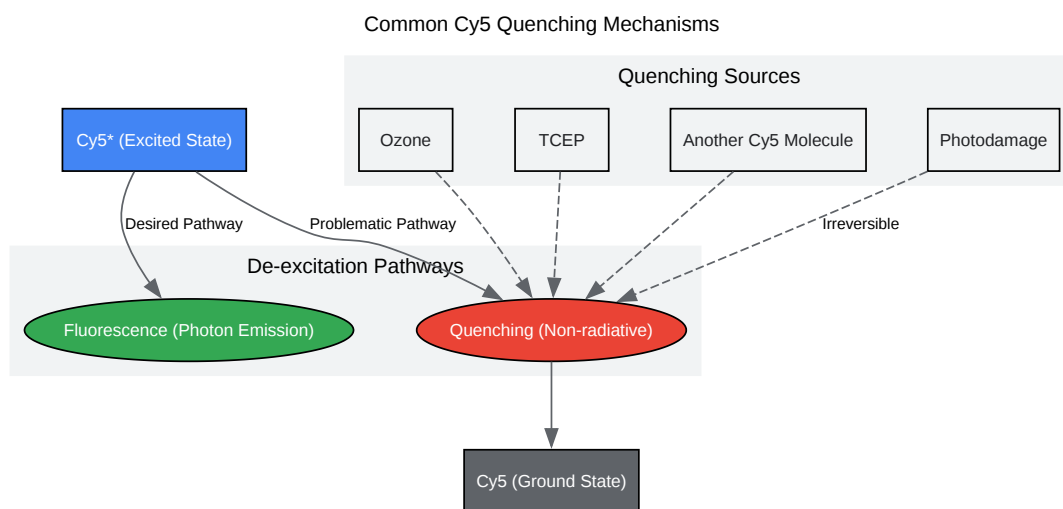 Common Cy5 Quenching Mechanisms
Quenching Sources
Cy5* (Excited State)
Ozone
TCEP
Another Cy5 Molecule
Photodamage
Desired Pathway
Problematic Pathway
Irreversible
De-excitation Pathways
Fluorescence (Photon Emission)
Quenching (Non-radiative)
Cy5 (Ground State)